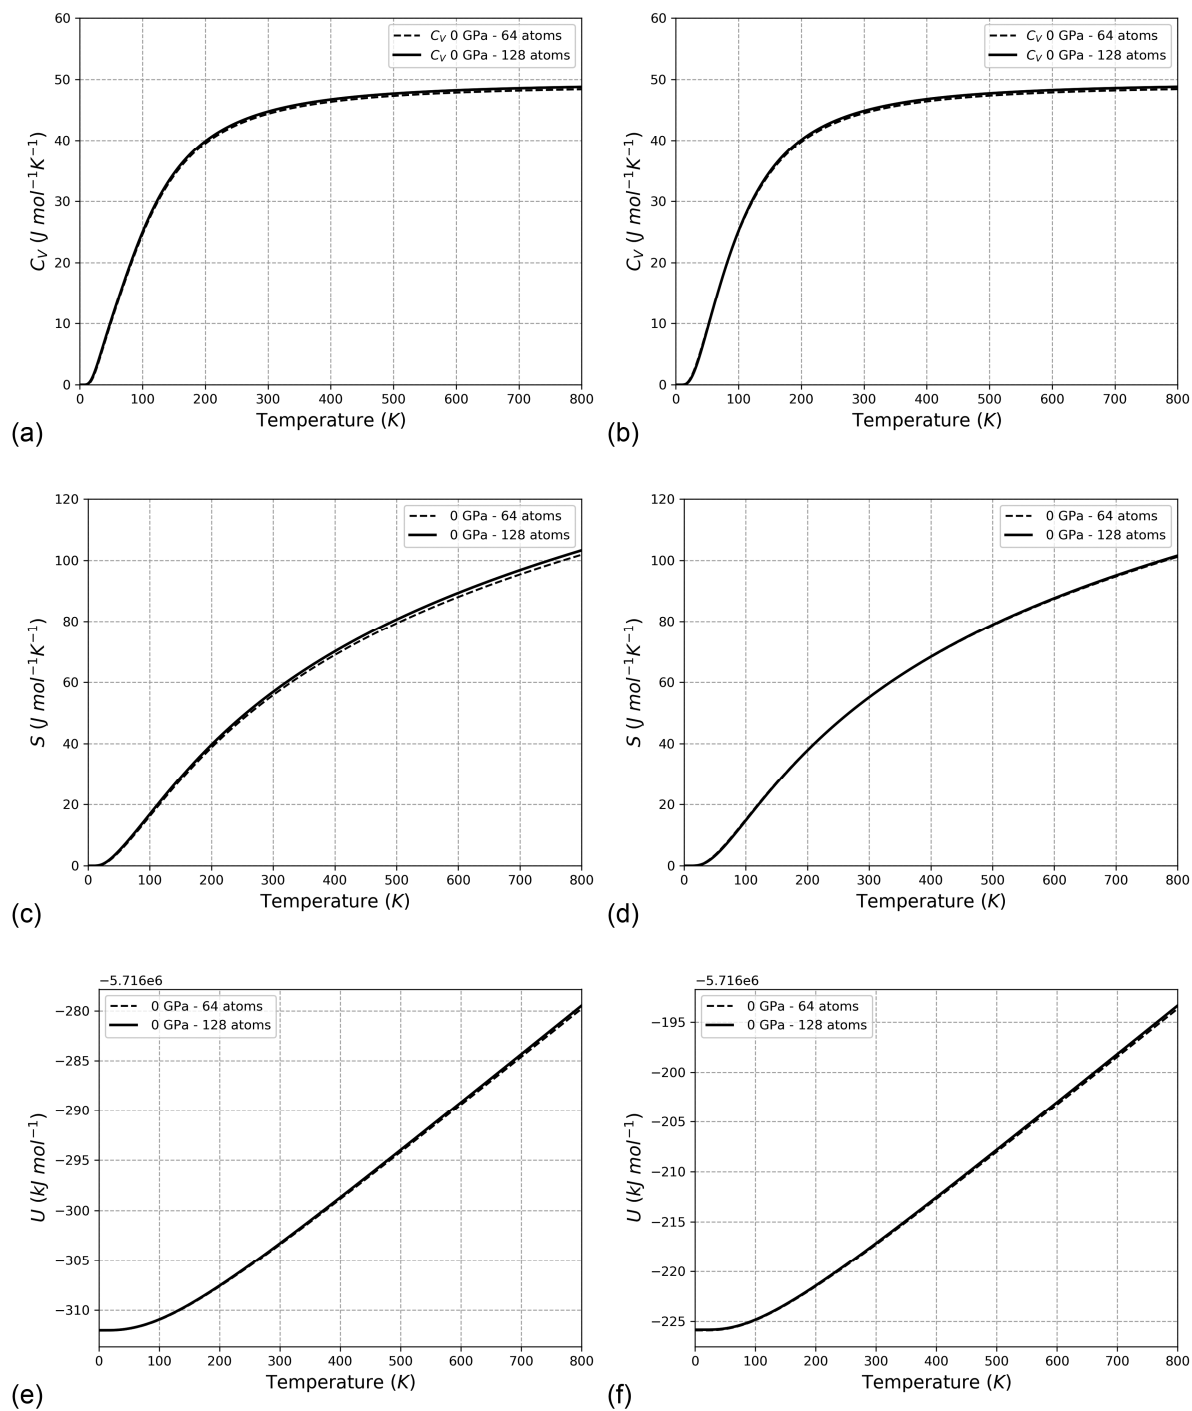 60
50
40
30
20
10
0
C_V (J mol⁻¹K⁻¹)
C_V 0 GPa - 64 atoms
C_V 0 GPa - 128 atoms
0 100 200 300 400 500 600 700 800
Temperature (K)
(a)
60
50
40
30
20
10
0
C_V (J mol⁻¹K⁻¹)
C_V 0 GPa - 64 atoms
C_V 0 GPa - 128 atoms
0 100 200 300 400 500 600 700 800
Temperature (K)
(b)
120
100
80
60
40
20
0
S (J mol⁻¹K⁻¹)
0 GPa - 64 atoms
0 GPa - 128 atoms
0 100 200 300 400 500 600 700 800
Temperature (K)
(c)
120
100
80
60
40
20
0
S (J mol⁻¹K⁻¹)
0 GPa - 64 atoms
0 GPa - 128 atoms
0 100 200 300 400 500 600 700 800
Temperature (K)
(d)
−5.716e6
−280
−285
−290
−295
−300
−305
−310
U (kJ mol⁻¹)
0 GPa - 64 atoms
0 GPa - 128 atoms
0 100 200 300 400 500 600 700 800
Temperature (K)
(e)
−5.716e6
−195
−200
−205
−210
−215
−220
−225
U (kJ mol⁻¹)
0 GPa - 64 atoms
0 GPa - 128 atoms
0 100 200 300 400 500 600 700 800
Temperature (K)
(f)